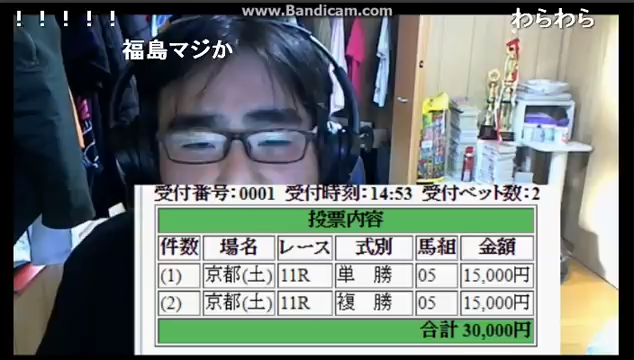 www.Bandicam.com
！！！！！
わらわら
福島マジか
受付番号：0001 受付時刻：14:53 受付ベット数：2
投票内容
件数 場名 レース 式別 馬組 金額
(1) 京都(土) 11R 単 勝 05 15,000円
(2) 京都(土) 11R 複 勝 05 15,000円
合計 30,000円